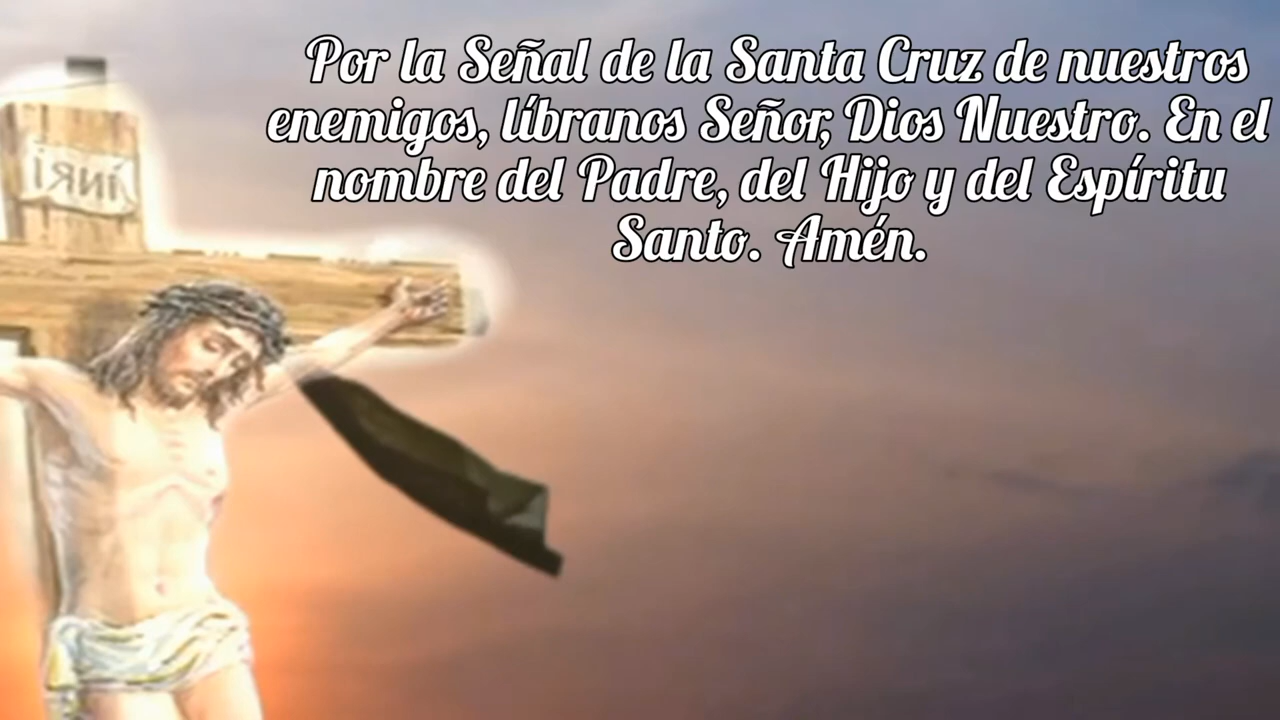 Por la Señal de la Santa Cruz de nuestros
enemigos, líbranos Señor, Dios Nuestro. En el
nombre del Padre, del Hijo y del Espíritu
Santo. Amén.
INRI